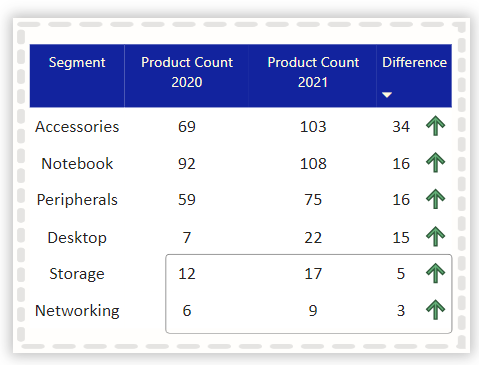 Segment Product Count 2020 Product Count 2021 Difference
Accessories 69 103 34
Notebook 92 108 16
Peripherals 59 75 16
Desktop 7 22 15
Storage 12 17 5
Networking 6 9 3